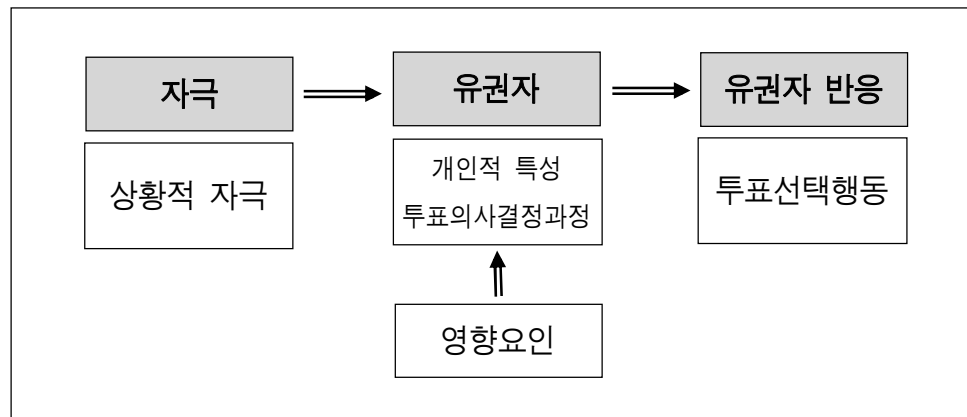 자극
유권자
유권자 반응
상황적 자극
개인적 특성
투표의사결정과정
투표선택행동
영향요인